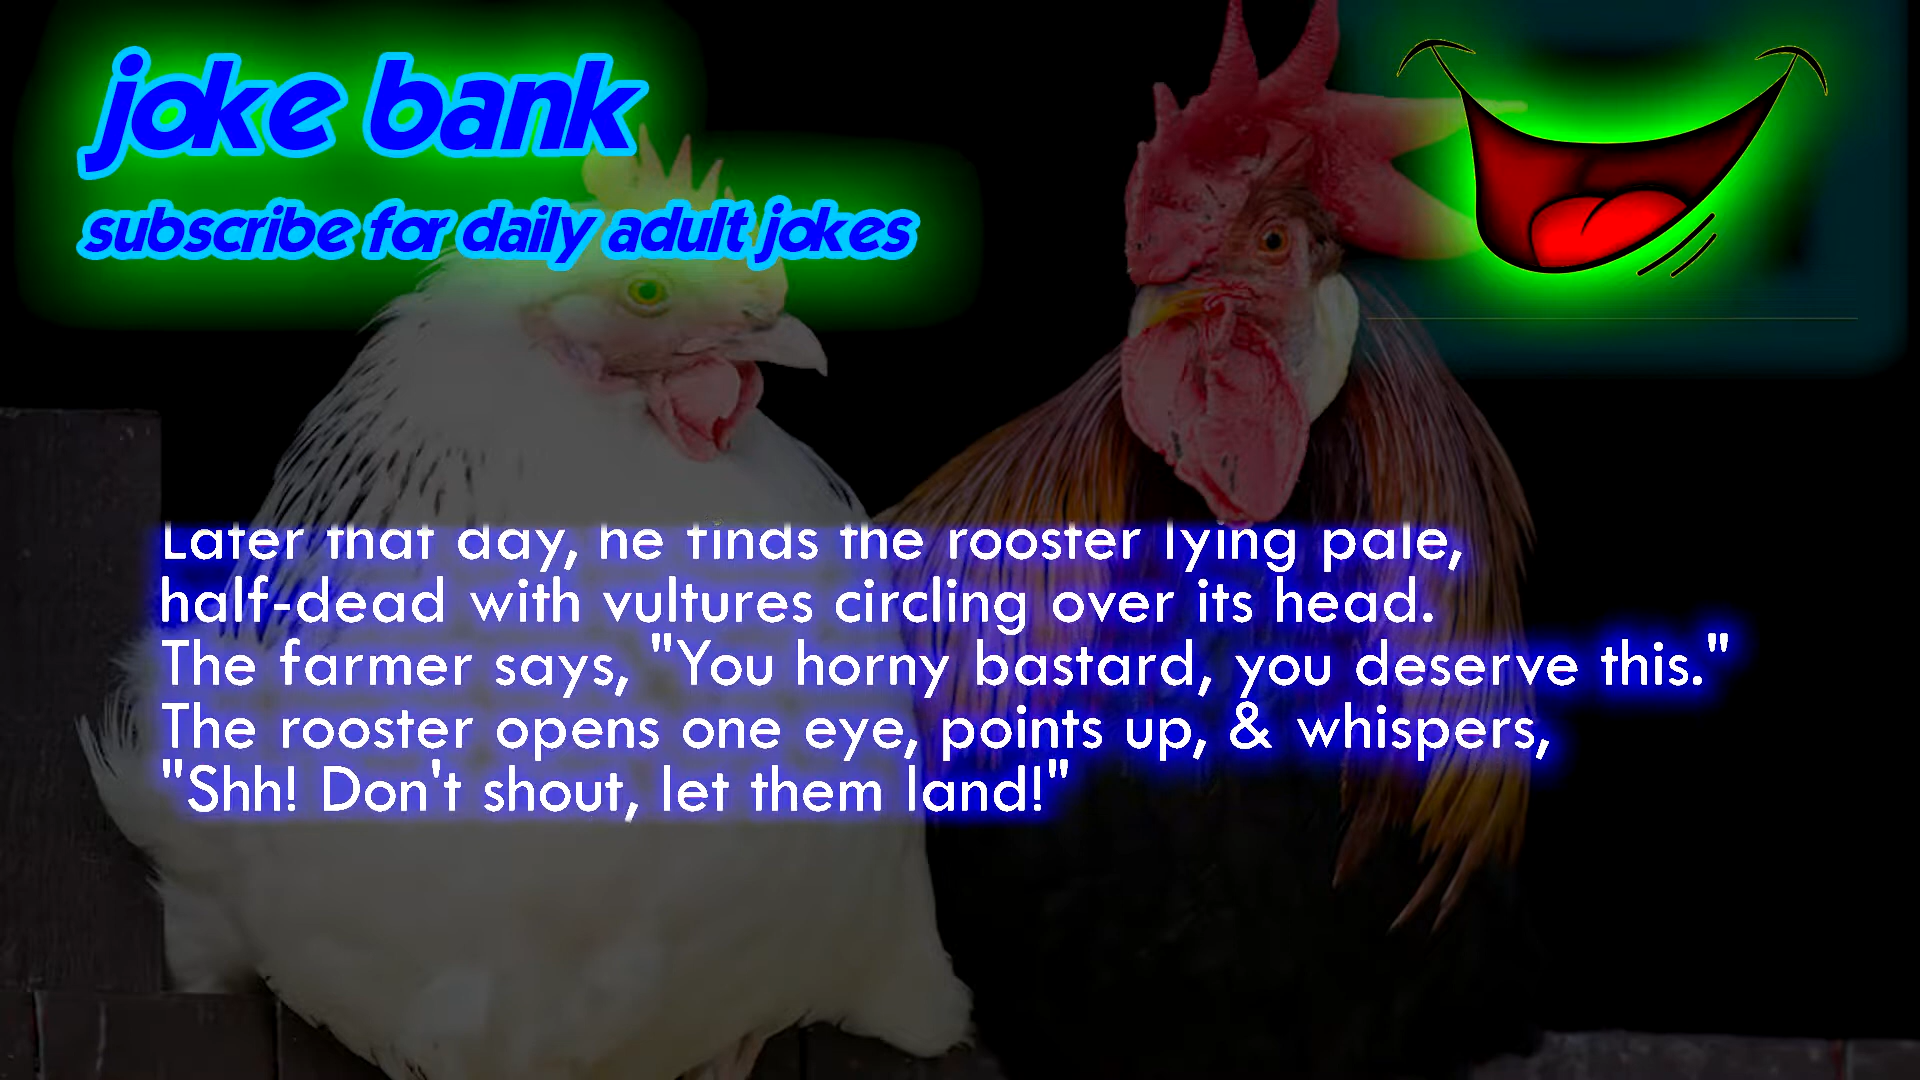 joke bank
subscribe for daily adult jokes
Later that day, he finds the rooster lying pale,
half-dead with vultures circling over its head.
The farmer says, "You horny bastard, you deserve this."
The rooster opens one eye, points up, & whispers,
"Shh! Don't shout, let them land!"